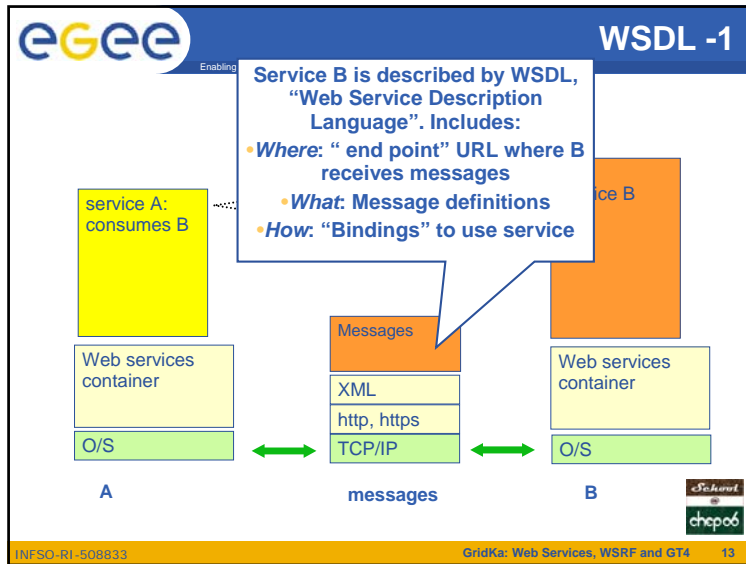 egee
WSDL -1
Enabling
Service B is described by WSDL,
“Web Service Description
Language”. Includes:
•Where: “ end point” URL where B
receives messages
•What: Message definitions
•How: “Bindings” to use service
service A:
consumes B
ice B
Messages
Web services
container
XML
http, https
TCP/IP
Web services
container
O/S
O/S
A
messages
B
School
@
chep06
INFSO-RI-508833
GridKa: Web Services, WSRF and GT4 13